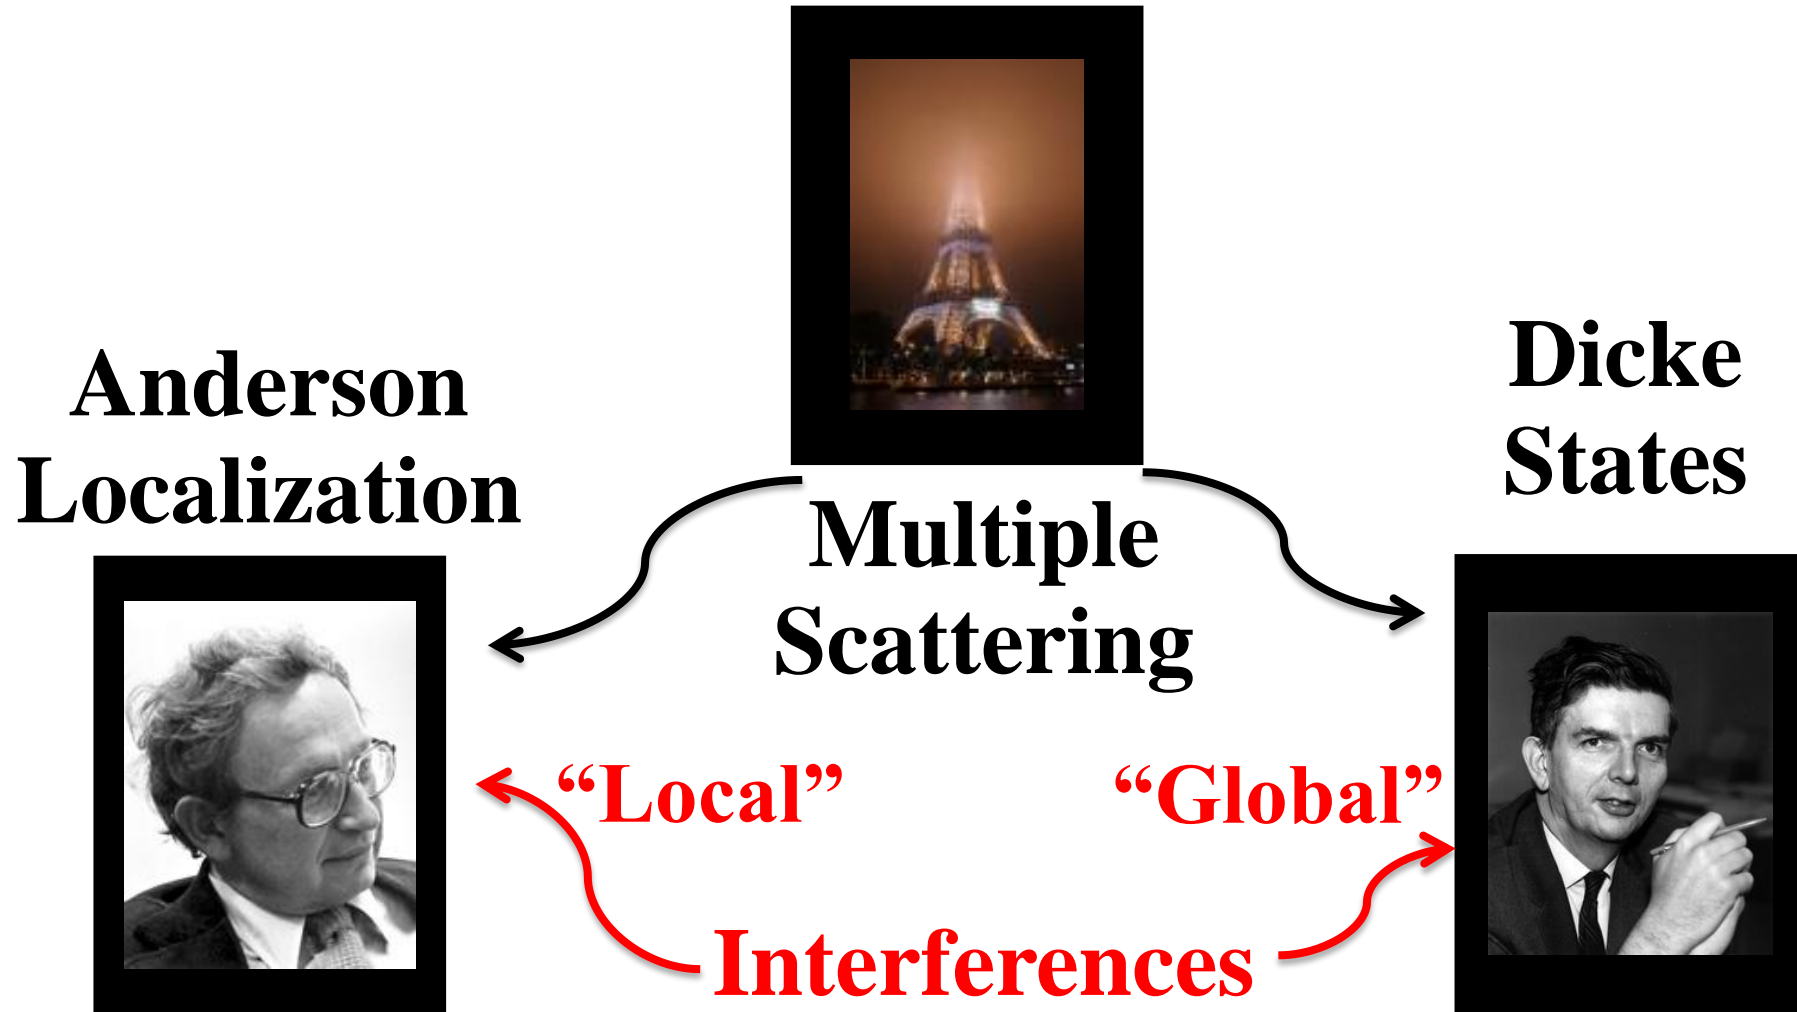 Anderson
Localization
Multiple
Scattering
Dicke
States
“Local”
“Global”
Interferences